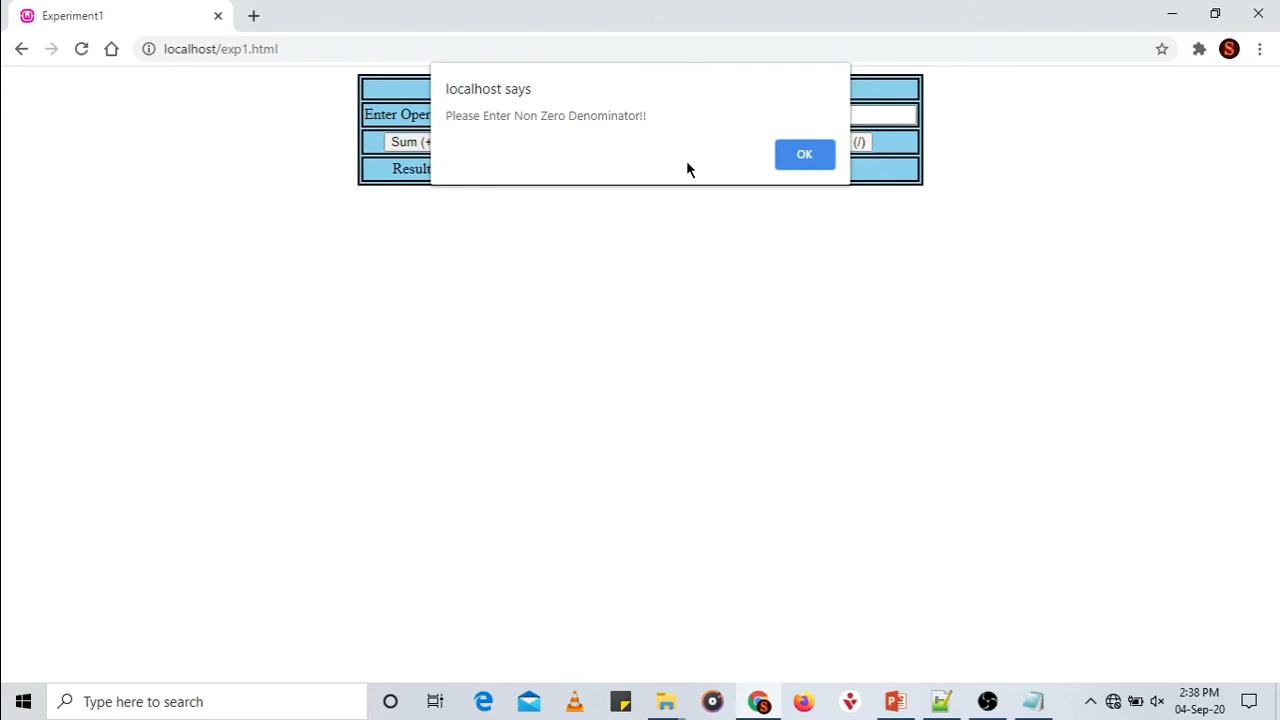 Experiment1
localhost/exp1.html
localhost says
Please Enter Non Zero Denominator!!
OK
Enter Oper
Sum (+
(/)
Result
Type here to search
2:38 PM
04-Sep-20